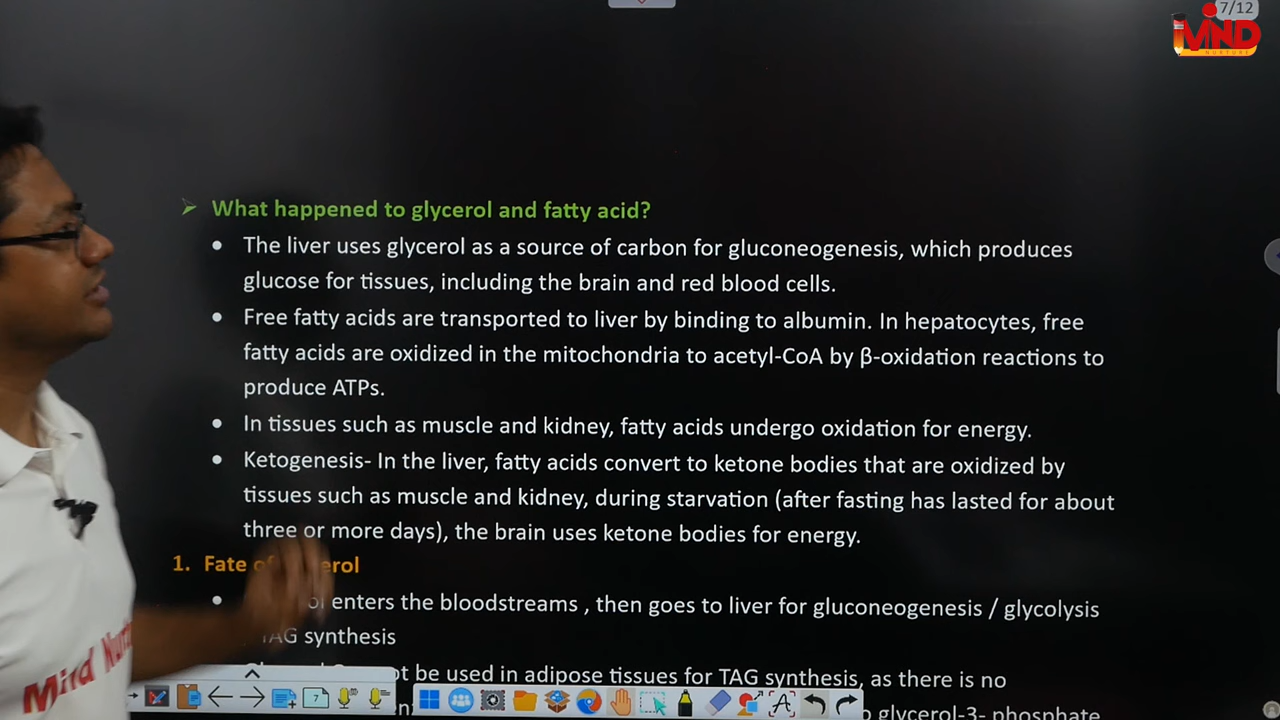 7/12
MIND
NURTURE
➢ What happened to glycerol and fatty acid?
• The liver uses glycerol as a source of carbon for gluconeogenesis, which produces
glucose for tissues, including the brain and red blood cells.
• Free fatty acids are transported to liver by binding to albumin. In hepatocytes, free
fatty acids are oxidized in the mitochondria to acetyl-CoA by β-oxidation reactions to
produce ATPs.
• In tissues such as muscle and kidney, fatty acids undergo oxidation for energy.
• Ketogenesis- In the liver, fatty acids convert to ketone bodies that are oxidized by
tissues such as muscle and kidney, during starvation (after fasting has lasted for about
three or more days), the brain uses ketone bodies for energy.
1. Fate
• enters the bloodstreams , then goes to liver for gluconeogenesis / glycolysis
TAG synthesis
be used in adipose tissues for TAG synthesis, as there is no
glycerol-3- phosphate
Mind
7